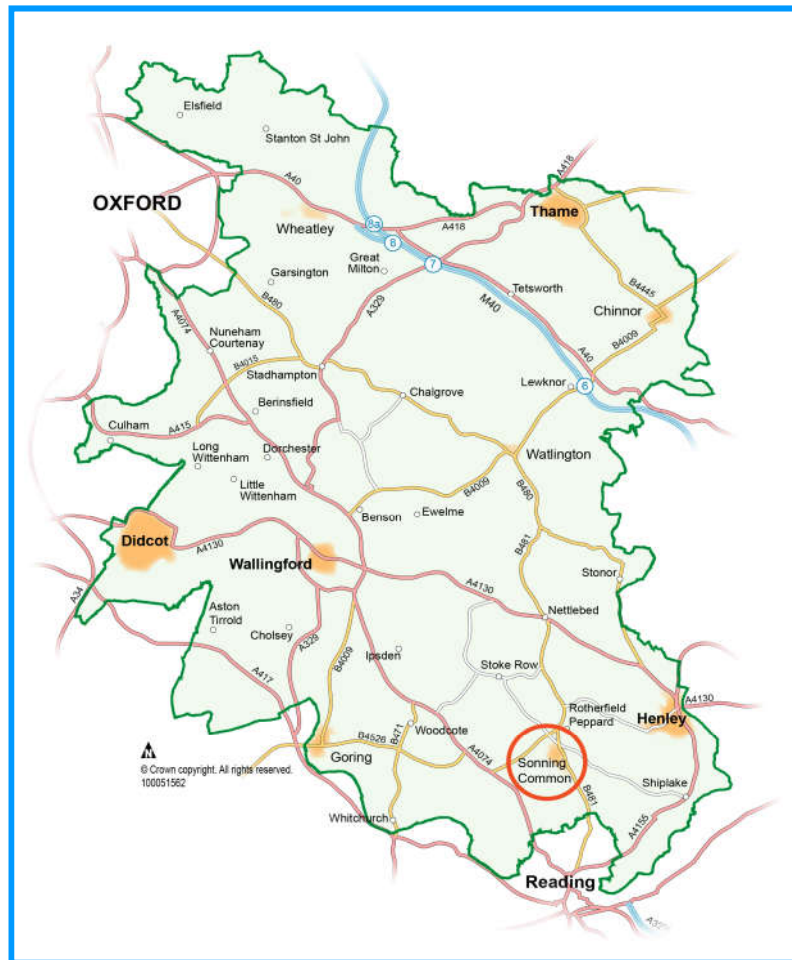 Elsfield
Stanton St John
A418
A40
OXFORD
Thame
8a
Wheatley
A418
8
Great
Milton
7
Garsington
Tetsworth
B4445
B480
A329
M40
Chinnor
A4074
Nuneham
Courtenay
A40
B4009
B4015
Stadhampton
Lewknor
6
Chalgrove
Berinsfield
Culham
A415
Long
Wittenham
Dorchester
Watlington
Little
Wittenham
B4009
B480
Benson
Ewelme
Didcot
A4130
Wallingford
B481
A4130
Stonor
A34
Aston
Tirrold
Cholsey
A329
B4009
Nettlebed
Ipsden
Stoke Row
A417
A4130
Rotherfield
Peppard
Henley
N
B4526
B471
Woodcote
Goring
A4074
Sonning
Common
© Crown copyright. All rights reserved.
100051562
Shiplake
B481
Whitchurch
A4155
Reading